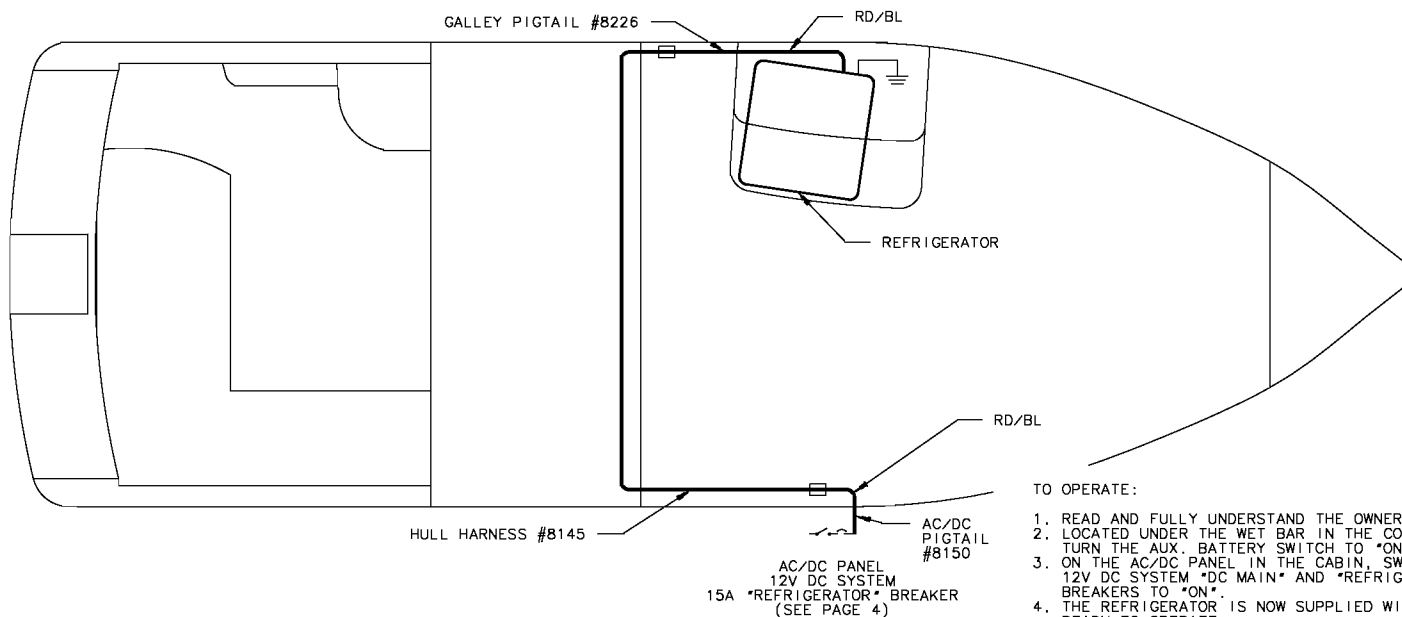 GALLEY PIGTAIL #8226
RD/BL
REFRIGERATOR
RD/BL
HULL HARNESS #8145
AC/DC
PIGTAIL
#8150
AC/DC PANEL
12V DC SYSTEM
15A "REFRIGERATOR" BREAKER
(SEE PAGE 4)
TO OPERATE:
1. READ AND FULLY UNDERSTAND THE OWNER
2. LOCATED UNDER THE WET BAR IN THE CO
TURN THE AUX. BATTERY SWITCH TO "ON
3. ON THE AC/DC PANEL IN THE CABIN, SW
12V DC SYSTEM "DC MAIN" AND "REFRIG
BREAKERS TO "ON".
4. THE REFRIGERATOR IS NOW SUPPLIED WI